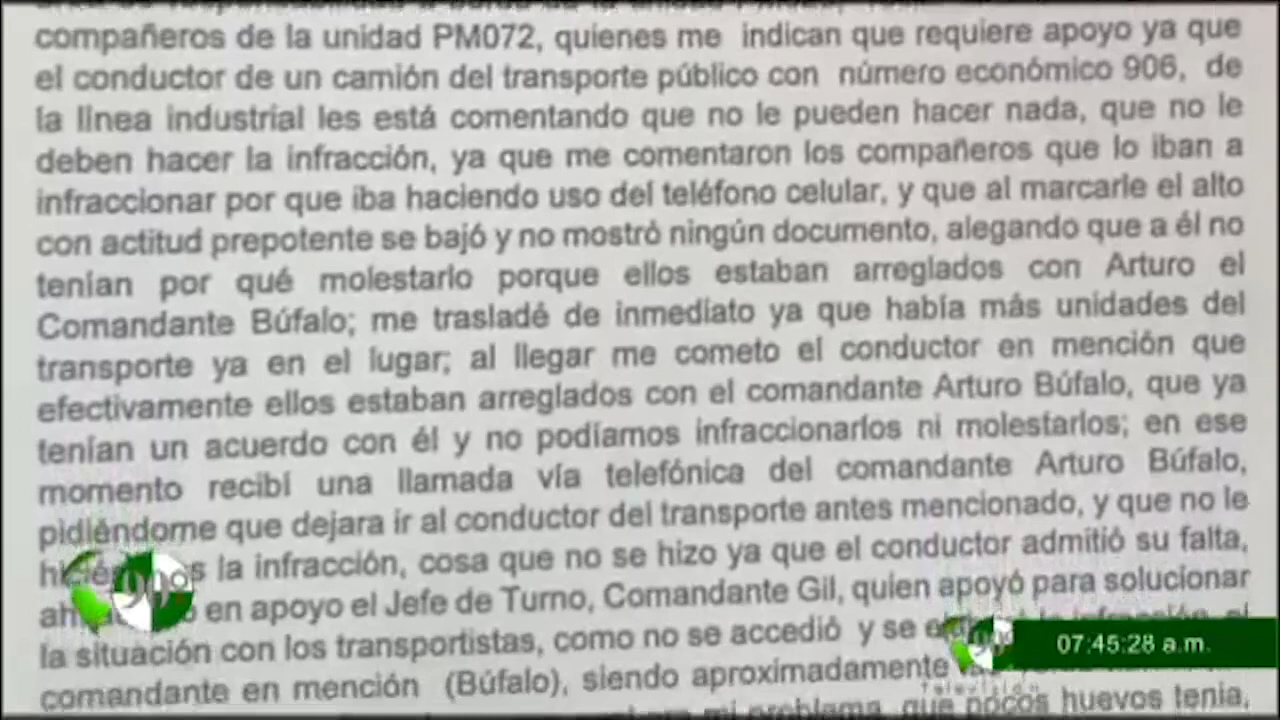 compañeros de la unidad PM072, quienes me indican que requiere apoyo ya que
el conductor de un camión del transporte público con número económico 906, de
la linea industrial les está comentando que no le pueden hacer nada, que no le
deben hacer la infracción, ya que me comentaron los compañeros que lo iban a
infraccionar por que iba haciendo uso del teléfono celular, y que al marcarle el alto
con actitud prepotente se bajó y no mostró ningún documento, alegando que a él no
tenían por qué molestarlo porque ellos estaban arreglados con Arturo el
Comandante Búfalo; me trasladé de inmediato ya que había más unidades del
transporte ya en el lugar; al llegar me cometo el conductor en mención que
efectivamente ellos estaban arreglados con el comandante Arturo Búfalo, que ya
tenían un acuerdo con él y no podíamos infraccionarlos ni molestarlos; en ese
momento recibí una llamada vía telefónica del comandante Arturo Búfalo,
pidiéndome que dejara ir al conductor del transporte antes mencionado, y que no le
la infracción, cosa que no se hizo ya que el conductor admitió su falta,
en apoyo el Jefe de Turno, Comandante Gil, quien apoyó para solucionar
la situación con los transportistas, como no se accedió y se
comandante en mención (Búfalo), siendo aproximadamente
mi problema, que pocos huevos tenia,
07:45:28 a.m.